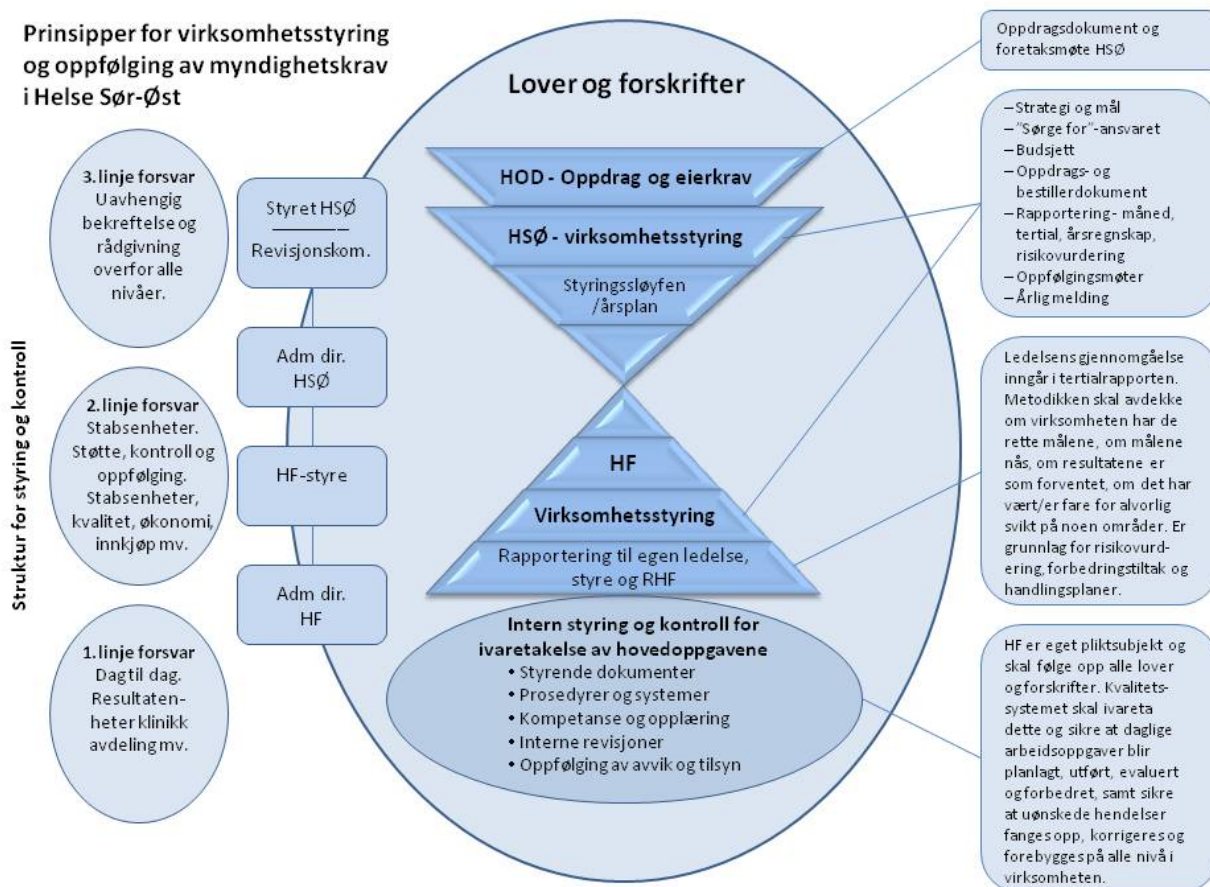 Prinsipper for virksomhetsstyring
og oppfølging av myndighetskrav
i Helse Sør-Øst
Struktur for styring og kontroll
3. linje forsvar
Uavhengig
bekreftelse og
rådgivning
overfor alle
nivåer.
2. linje forsvar
Stabsenheter.
Støtte, kontroll og
oppfølging.
Stabsenheter,
kvalitet, økonomi,
innkjøp mv.
1. linje forsvar
Dag til dag.
Resultaten-
heter klinikk
avdeling mv.
Styret HSØ
Revisjonskom.
Adm dir.
HSØ
HF-styre
Adm dir.
HF
Lover og forskrifter
HOD - Oppdrag og eierkrav
HSØ - virksomhetsstyring
Styringssløyfen
/årsplan
HF
Virksomhetsstyring
Rapportering til egen ledelse,
styre og RHF
Intern styring og kontroll for
ivaretakelse av hovedoppgavene
• Styrende dokumenter
• Prosedyrer og systemer
• Kompetanse og opplæring
• Interne revisjoner
• Oppfølging av avvik og tilsyn
Oppdragsdokument og
foretaksmøte HSØ
– Strategi og mål
– "Sørge for"-ansvaret
– Budsjett
– Oppdrags- og
bestillerdokument
– Rapportering - måned,
tertial, årsregnskap,
risikovurdering
– Oppfølgingsmøter
– Årlig melding
Ledelsens gjennomgåelse
inngår i tertialrapporten.
Metodikken skal avdekke
om virksomheten har de
rette målene, om målene
nås, om resultatene er
som forventet, om det har
vært/er fare for alvorlig
svikt på noen områder. Er
grunnlag for risikovurd-
ering, forbedringstiltak og
handlingsplaner.
HF er eget pliktsubjekt og
skal følge opp alle lover
og forskrifter. Kvalitets-
systemet skal ivareta
dette og sikre at daglige
arbeidsoppgaver blir
planlagt, utført, evaluert
og forbedret, samt sikre
at uønskede hendelser
fanges opp, korrigeres og
forebygges på alle nivå i
virksomheten.